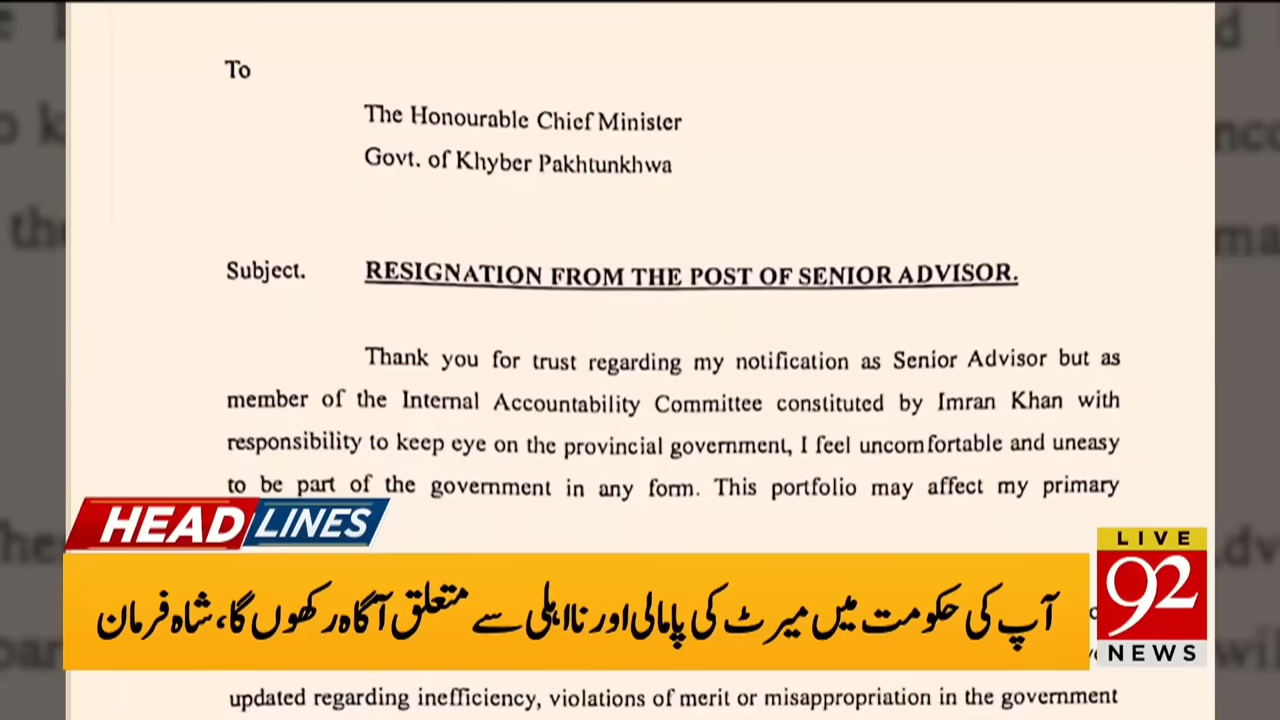 To
The Honourable Chief Minister
Govt. of Khyber Pakhtunkhwa
Subject. RESIGNATION FROM THE POST OF SENIOR ADVISOR.
Thank you for trust regarding my notification as Senior Advisor but as
member of the Internal Accountability Committee constituted by Imran Khan with
responsibility to keep eye on the provincial government, I feel uncomfortable and uneasy
to be part of the government in any form. This portfolio may affect my primary
HEADLINES
آپ کی حکومت میں میرٹ کی پامالی اور نااہلی سے متعلق آگاہ رکھوں گا، شاہ فرمان
LIVE
92
NEWS
updated regarding inefficiency, violations of merit or misappropriation in the government